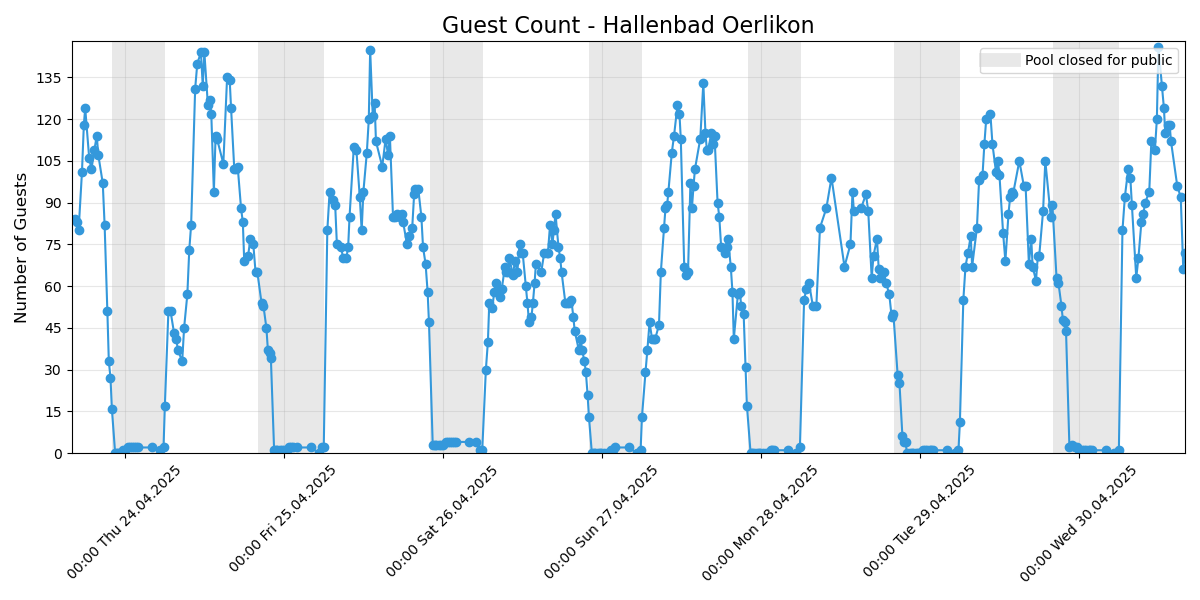 Guest Count - Hallenbad Oerlikon
Pool closed for public
Number of Guests
135
120
105
90
75
60
45
30
15
0
00:00 Thu 24.04.2025
00:00 Fri 25.04.2025
00:00 Sat 26.04.2025
00:00 Sun 27.04.2025
00:00 Mon 28.04.2025
00:00 Tue 29.04.2025
00:00 Wed 30.04.2025